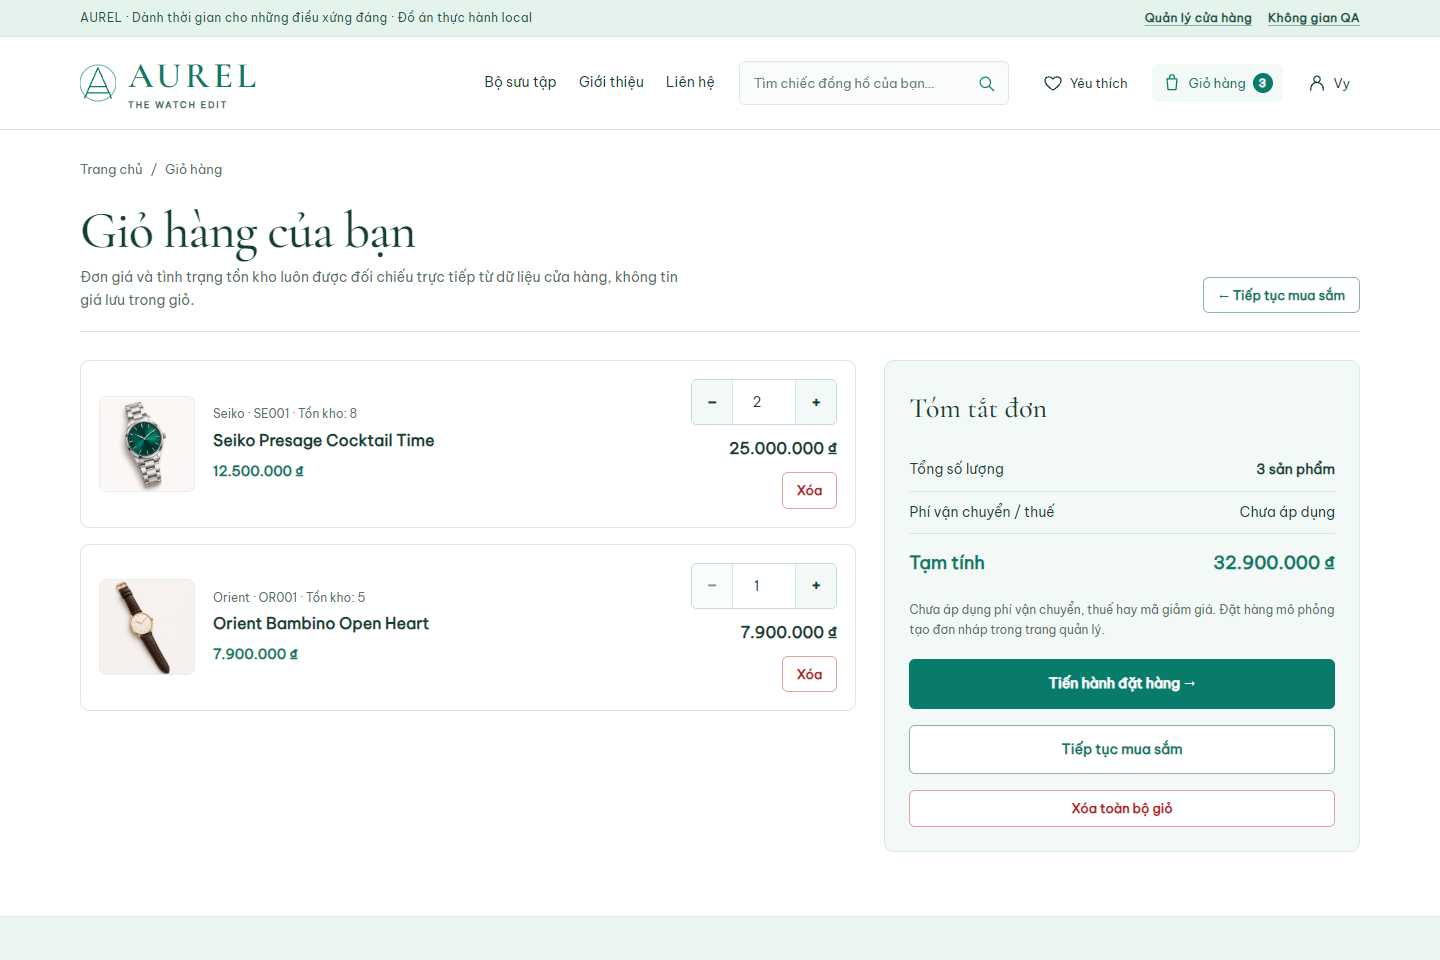 AUREL · Dành thời gian cho những điều xứng đáng · Đồ án thực hành local
Quản lý cửa hàng
Không gian QA
AUREL
THE WATCH EDIT
Bộ sưu tập
Giới thiệu
Liên hệ
Tìm chiếc đồng hồ của bạn...
Yêu thích
Giỏ hàng 3
Vy
Trang chủ / Giỏ hàng
Giỏ hàng của bạn
Đơn giá và tình trạng tồn kho luôn được đối chiếu trực tiếp từ dữ liệu cửa hàng, không tin
giá lưu trong giỏ.
← Tiếp tục mua sắm
Seiko · SE001 · Tồn kho: 8
Seiko Presage Cocktail Time
12.500.000 ₫
− 2 +
25.000.000 ₫
Xóa
Orient · OR001 · Tồn kho: 5
Orient Bambino Open Heart
7.900.000 ₫
− 1 +
7.900.000 ₫
Xóa
Tóm tắt đơn
Tổng số lượng 3 sản phẩm
Phí vận chuyển / thuế Chưa áp dụng
Tạm tính 32.900.000 ₫
Chưa áp dụng phí vận chuyển, thuế hay mã giảm giá. Đặt hàng mô phỏng
tạo đơn nháp trong trang quản lý.
Tiến hành đặt hàng →
Tiếp tục mua sắm
Xóa toàn bộ giỏ